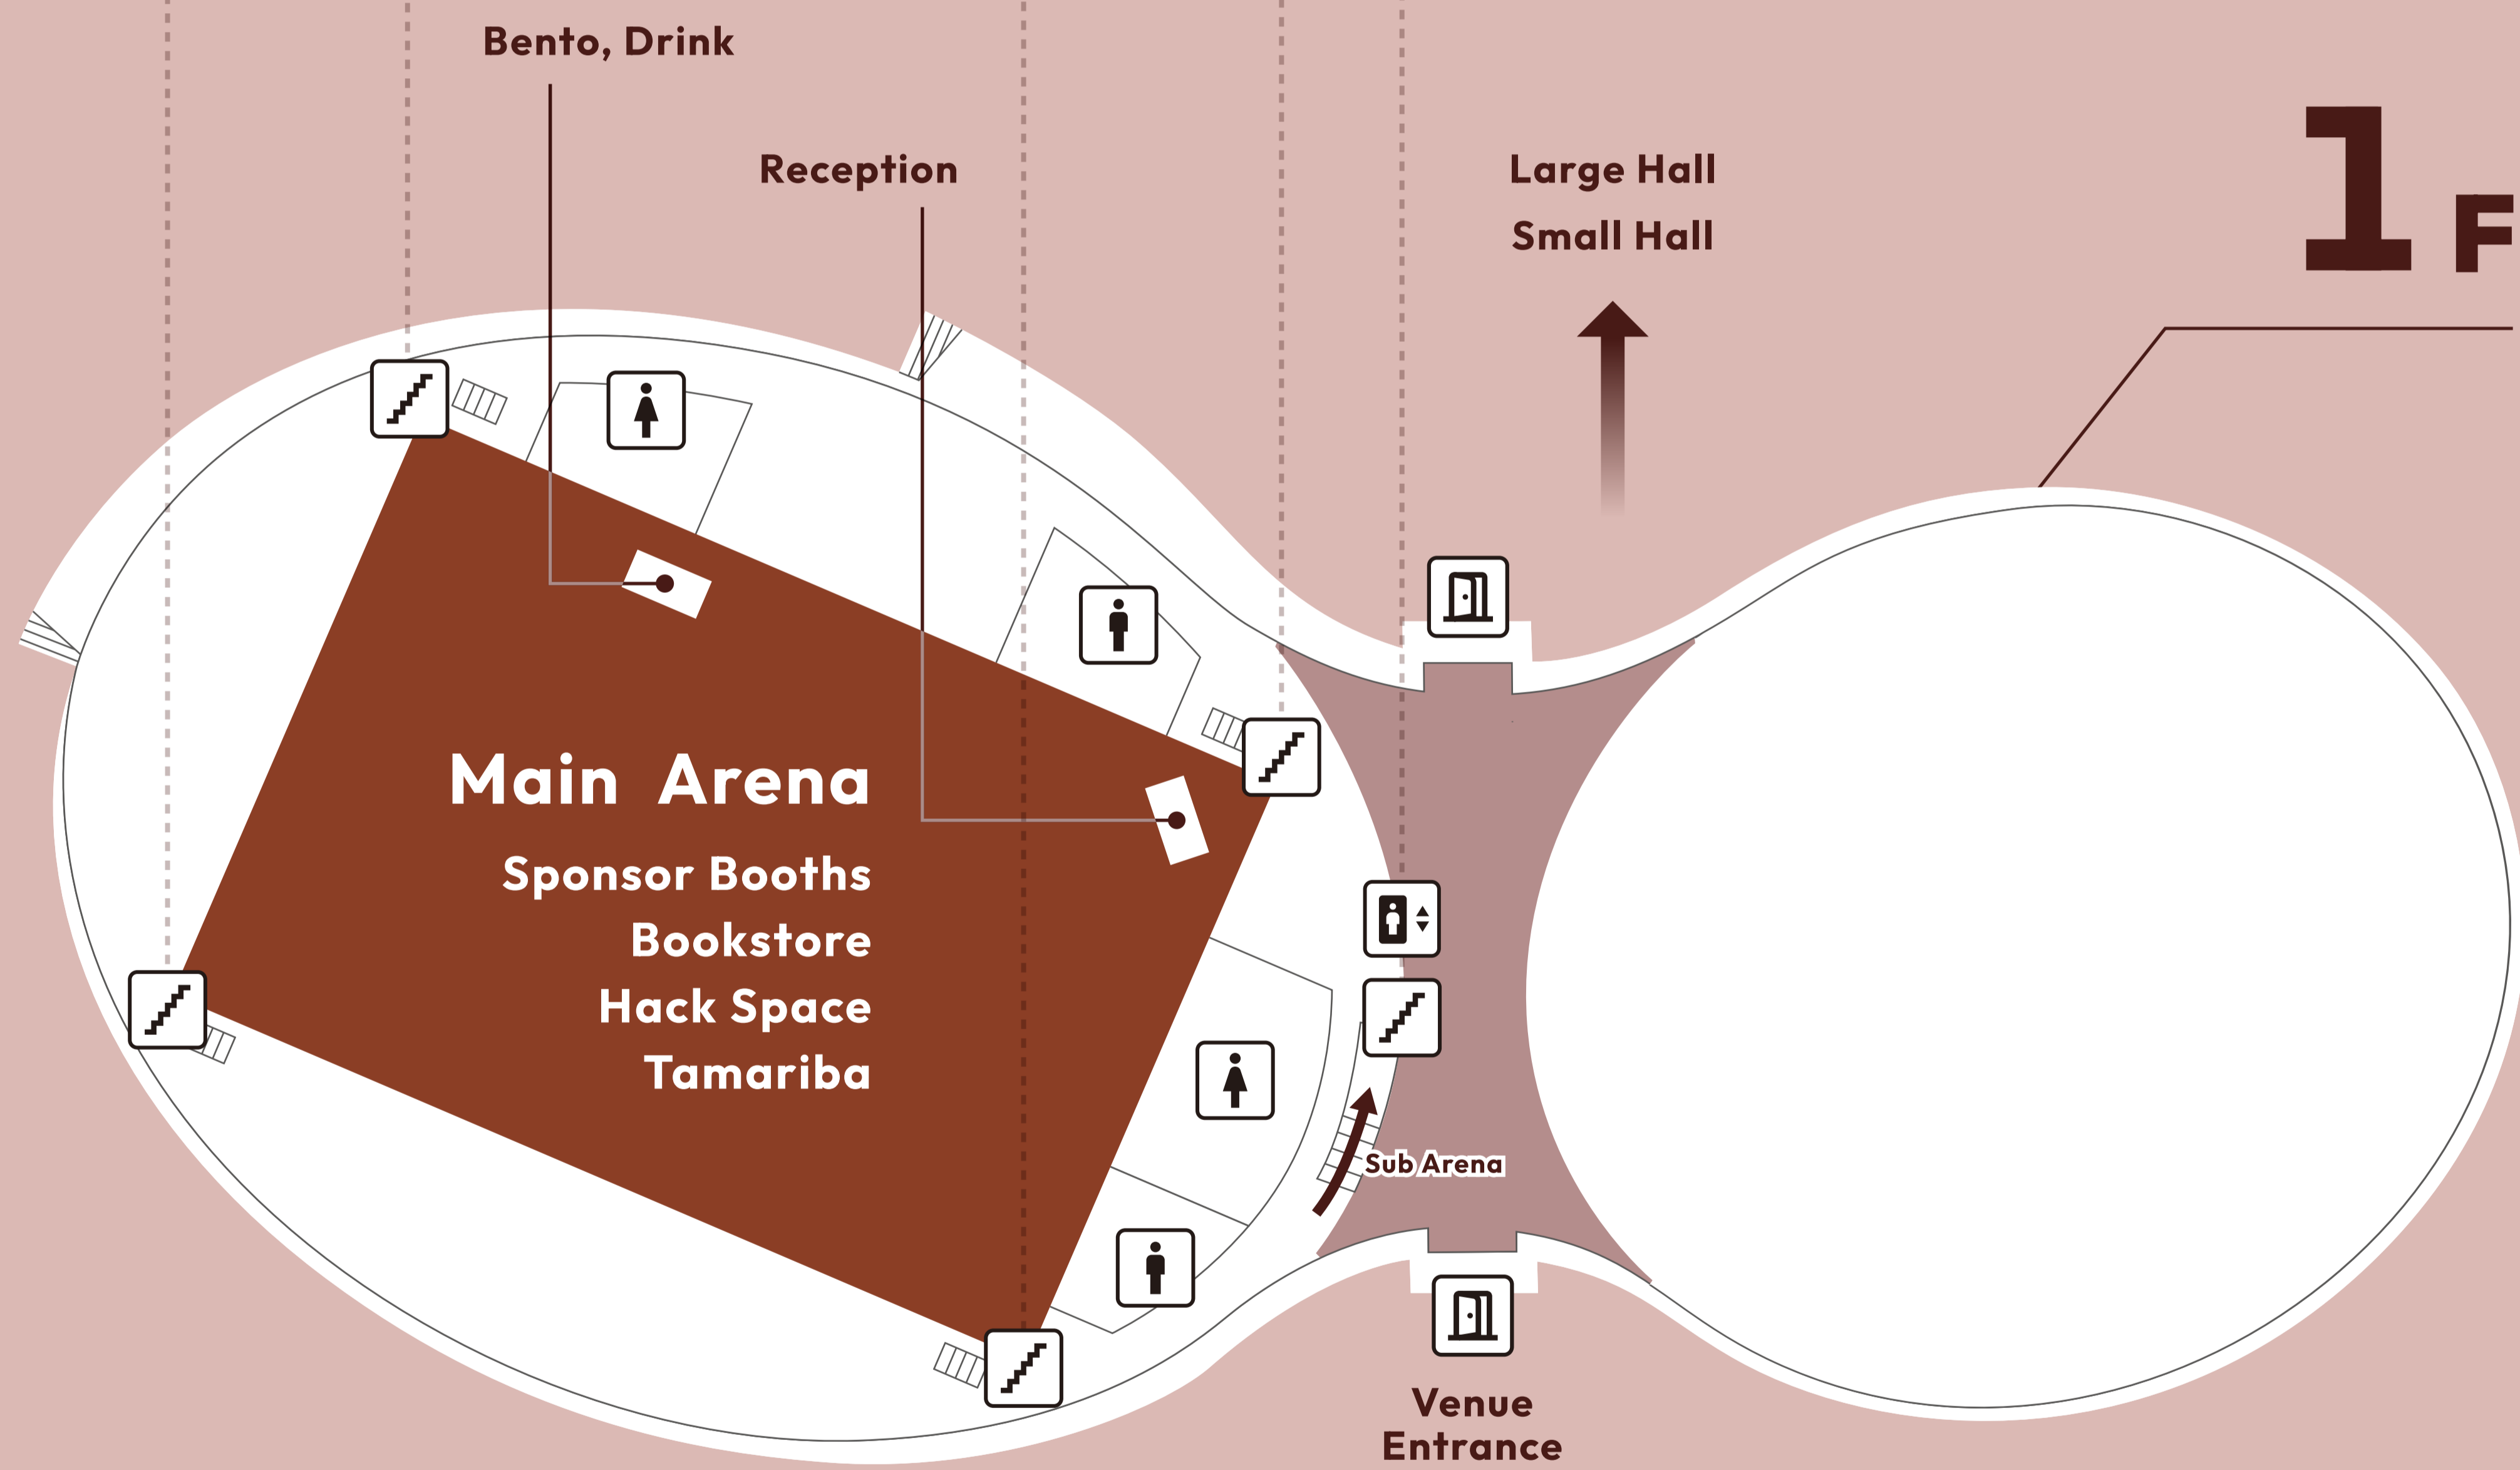 Bento, Drink
Reception
Large Hall
Small Hall
1F
Main Arena
Sponsor Booths
Bookstore
Hack Space
Tamariba
Sub Arena
Venue
Entrance